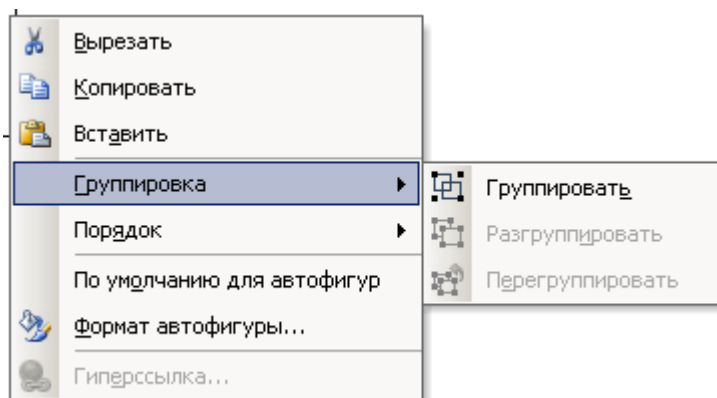 Вырезать
Копировать
Вставить
Группировка
Порядок
По умолчанию для автофигур
Формат автофигуры...
Гиперссылка...
Группировать
Разгруппировать
Перегруппировать